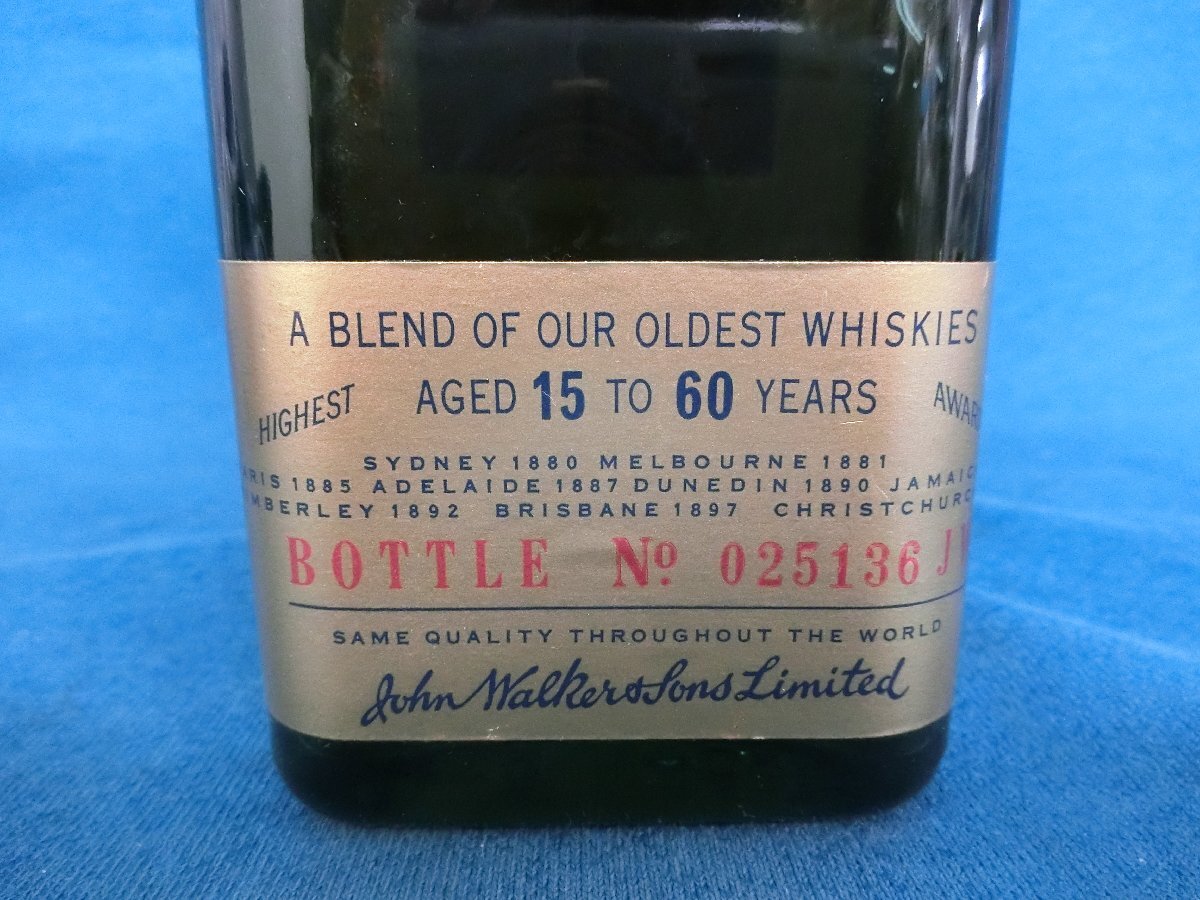 A BLEND OF OUR OLDEST WHISKIES
HIGHEST AGED 15 TO 60 YEARS
SYDNEY 1880 MELBOURNE 1881
1885 ADELAIDE 1887 DUNEDIN 1890
1892 BRISBANE 1897
BOTTLE Nº 025136
SAME QUALITY THROUGHOUT THE WORLD
John Walker & Sons Limited